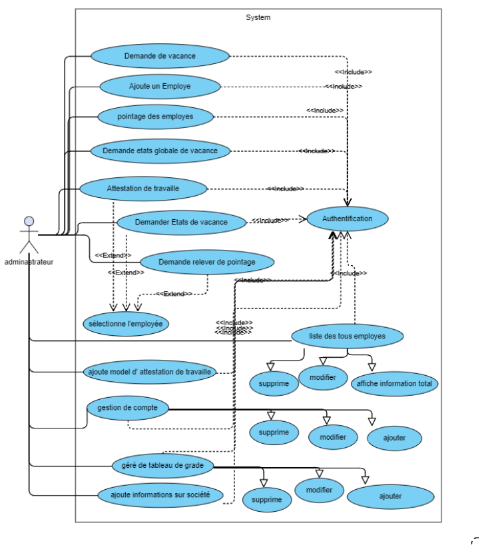 System
Demande de vacance
<<Include>>
Ajoute un Employe
<<Include>>
pointage des employes
<<Include>>
Demande etats globale de vacance
<<Include>>
Attestation de travaille
<<Include>>
Demander Etats de vacance
<<Include>>
Authentification
adminastrateur
<<Extend>>
Demande relever de pointage
<<Extend>>
<<Include>>
<<Include>>
<<Extend>>
sélectionne l'employée
<<Include>>
<<Include>>
<<Include>>
liste des tous employes
ajoute model d' attestation de travaille
supprime
modifier
affiche information total
gestion de compte
supprime
modifier
ajouter
géré de tableau de grade
ajoute informations sur société
supprime
modifier
ajouter